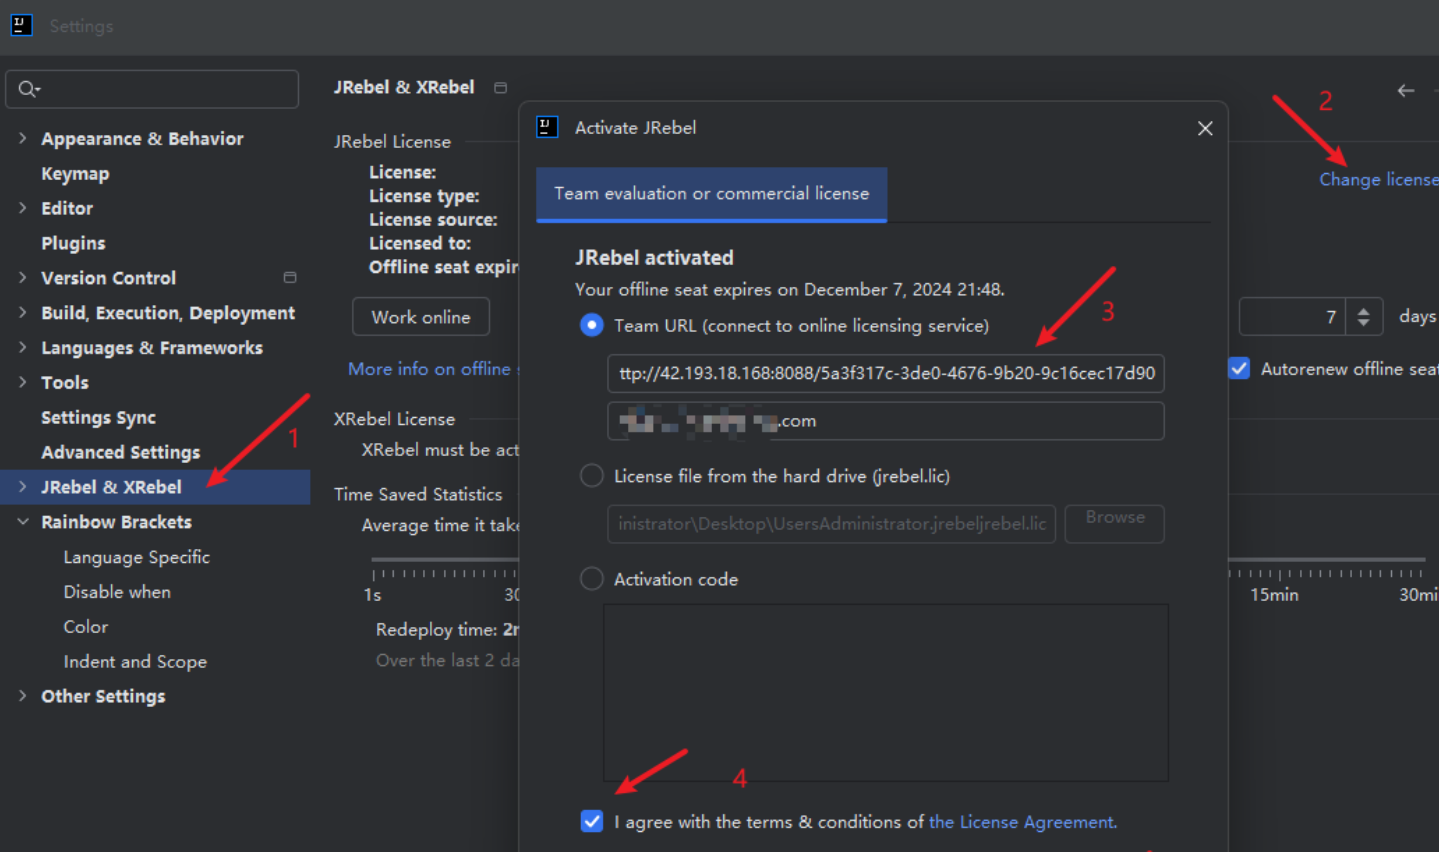 Settings
Appearance & Behavior
Keymap
Editor
Plugins
Version Control
Build, Execution, Deployment
Languages & Frameworks
Tools
Settings Sync
Advanced Settings
JRebel & XRebel
Rainbow Brackets
Language Specific
Disable when
Color
Indent and Scope
Other Settings
1
JRebel & XRebel
JRebel License
License:
License type:
License source:
Licensed to:
Offline seat expir
Work online
More info on offline s
XRebel License
XRebel must be act
Time Saved Statistics
Average time it take
1s
30
Redeploy time: 2r
Over the last 2 da
Activate JRebel
Team evaluation or commercial license
JRebel activated
Your offline seat expires on December 7, 2024 21:48.
Team URL (connect to online licensing service)
3
ttp://42.193.18.168:8088/5a3f317c-3de0-4676-9b20-9c16cec17d90
.com
License file from the hard drive (jrebel.lic)
inistrator\Desktop\UsersAdministrator.jrebeljrebel.lic
Browse
Activation code
4
I agree with the terms & conditions of the License Agreement.
2
Change license
7
days
Autorenew offline seat
15min
30mi